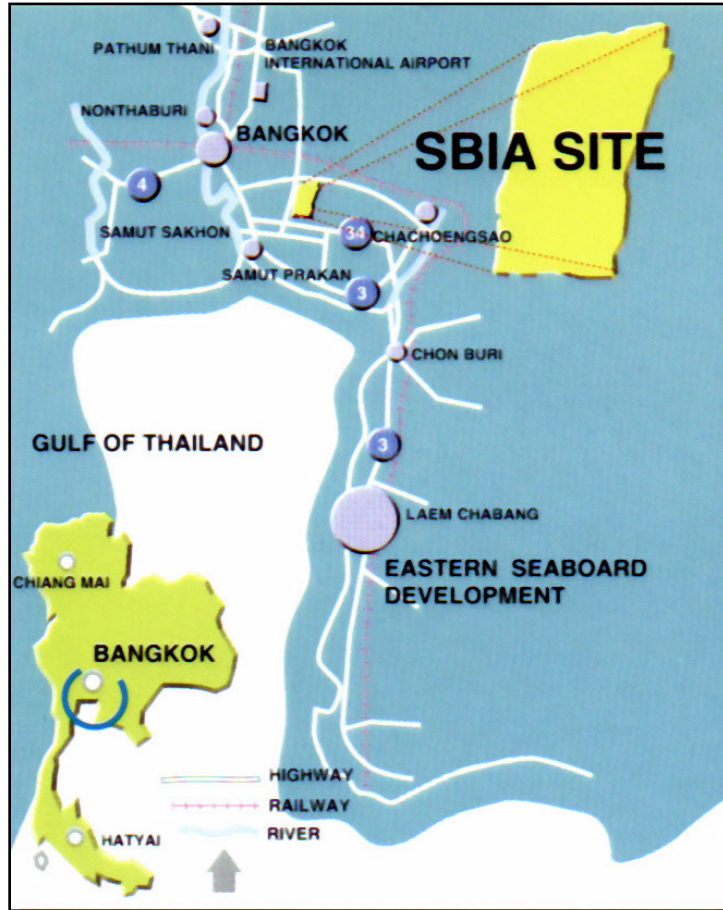 PATHUM THANI
BANGKOK
INTERNATIONAL AIRPORT
NONTHABURI
BANGKOK
SBIA SITE
4
SAMUT SAKHON
34
CHACHOENGSAO
SAMUT PRAKAN
3
CHON BURI
GULF OF THAILAND
3
LAEM CHABANG
EASTERN SEABOARD
DEVELOPMENT
CHIANG MAI
BANGKOK
HIGHWAY
RAILWAY
RIVER
HATYAI